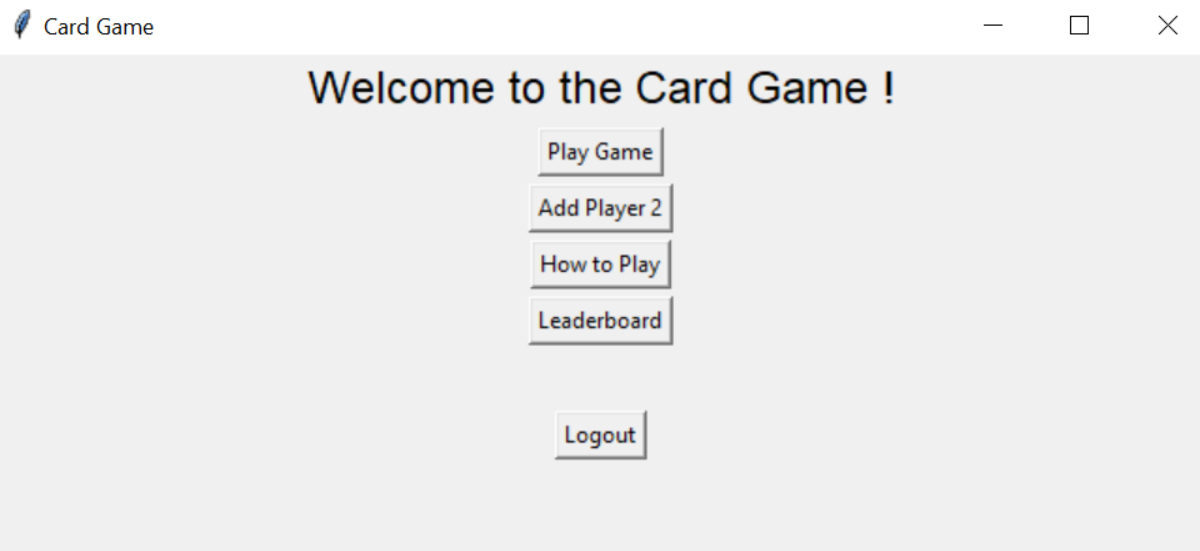 Card Game
Welcome to the Card Game !
Play Game
Add Player 2
How to Play
Leaderboard
Logout